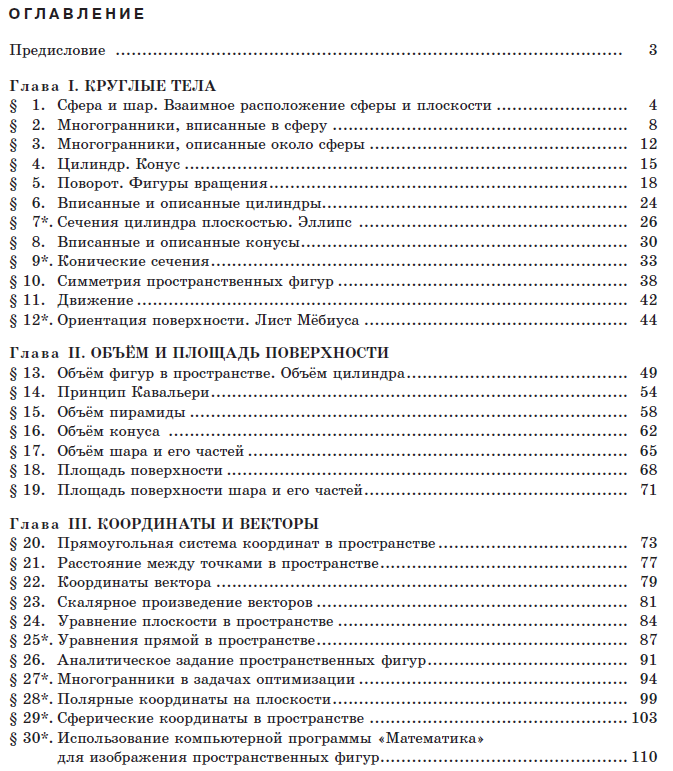 ОГЛАВЛЕНИЕ
Предисловие ........ 3
Глава I. КРУГЛЫЕ ТЕЛА
§ 1. Сфера и шар. Взаимное расположение сферы и плоскости ........ 4
§ 2. Многогранники, вписанные в сферу ........ 8
§ 3. Многогранники, описанные около сферы ........ 12
§ 4. Цилиндр. Конус ........ 15
§ 5. Поворот. Фигуры вращения ........ 18
§ 6. Вписанные и описанные цилиндры ........ 24
§ 7*. Сечения цилиндра плоскостью. Эллипс ........ 26
§ 8. Вписанные и описанные конусы ........ 30
§ 9*. Конические сечения ........ 33
§ 10. Симметрия пространственных фигур ........ 38
§ 11. Движение ........ 42
§ 12*. Ориентация поверхности. Лист Мёбиуса ........ 44
Глава II. ОБЪЁМ И ПЛОЩАДЬ ПОВЕРХНОСТИ
§ 13. Объём фигур в пространстве. Объём цилиндра ........ 49
§ 14. Принцип Кавальери ........ 54
§ 15. Объём пирамиды ........ 58
§ 16. Объём конуса ........ 62
§ 17. Объём шара и его частей ........ 65
§ 18. Площадь поверхности ........ 68
§ 19. Площадь поверхности шара и его частей ........ 71
Глава III. КООРДИНАТЫ И ВЕКТОРЫ
§ 20. Прямоугольная система координат в пространстве ........ 73
§ 21. Расстояние между точками в пространстве ........ 77
§ 22. Координаты вектора ........ 79
§ 23. Скалярное произведение векторов ........ 81
§ 24. Уравнение плоскости в пространстве ........ 84
§ 25*. Уравнения прямой в пространстве ........ 87
§ 26. Аналитическое задание пространственных фигур ........ 91
§ 27*. Многогранники в задачах оптимизации ........ 94
§ 28*. Полярные координаты на плоскости ........ 99
§ 29*. Сферические координаты в пространстве ........ 103
§ 30*. Использование компьютерной программы «Математика»
для изображения пространственных фигур ........ 110